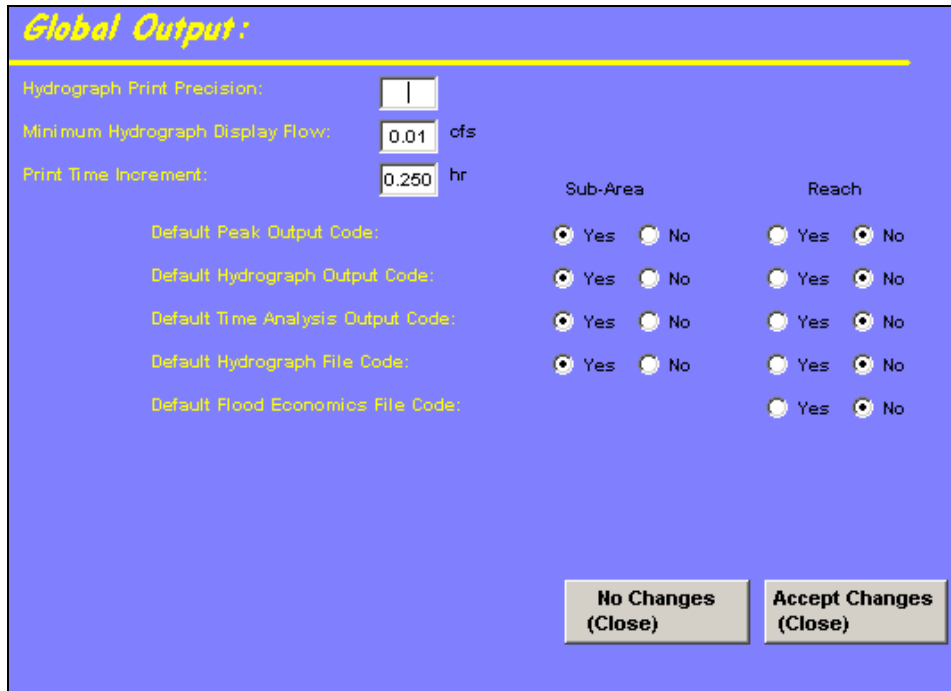 Global Output:
Hydrograph Print Precision:
Minimum Hydrograph Display Flow: 0.01 cfs
Print Time Increment: 0.250 hr
Sub-Area Reach
Default Peak Output Code: Yes No Yes No
Default Hydrograph Output Code: Yes No Yes No
Default Time Analysis Output Code: Yes No Yes No
Default Hydrograph File Code: Yes No Yes No
Default Flood Economics File Code: Yes No
No Changes
(Close)
Accept Changes
(Close)